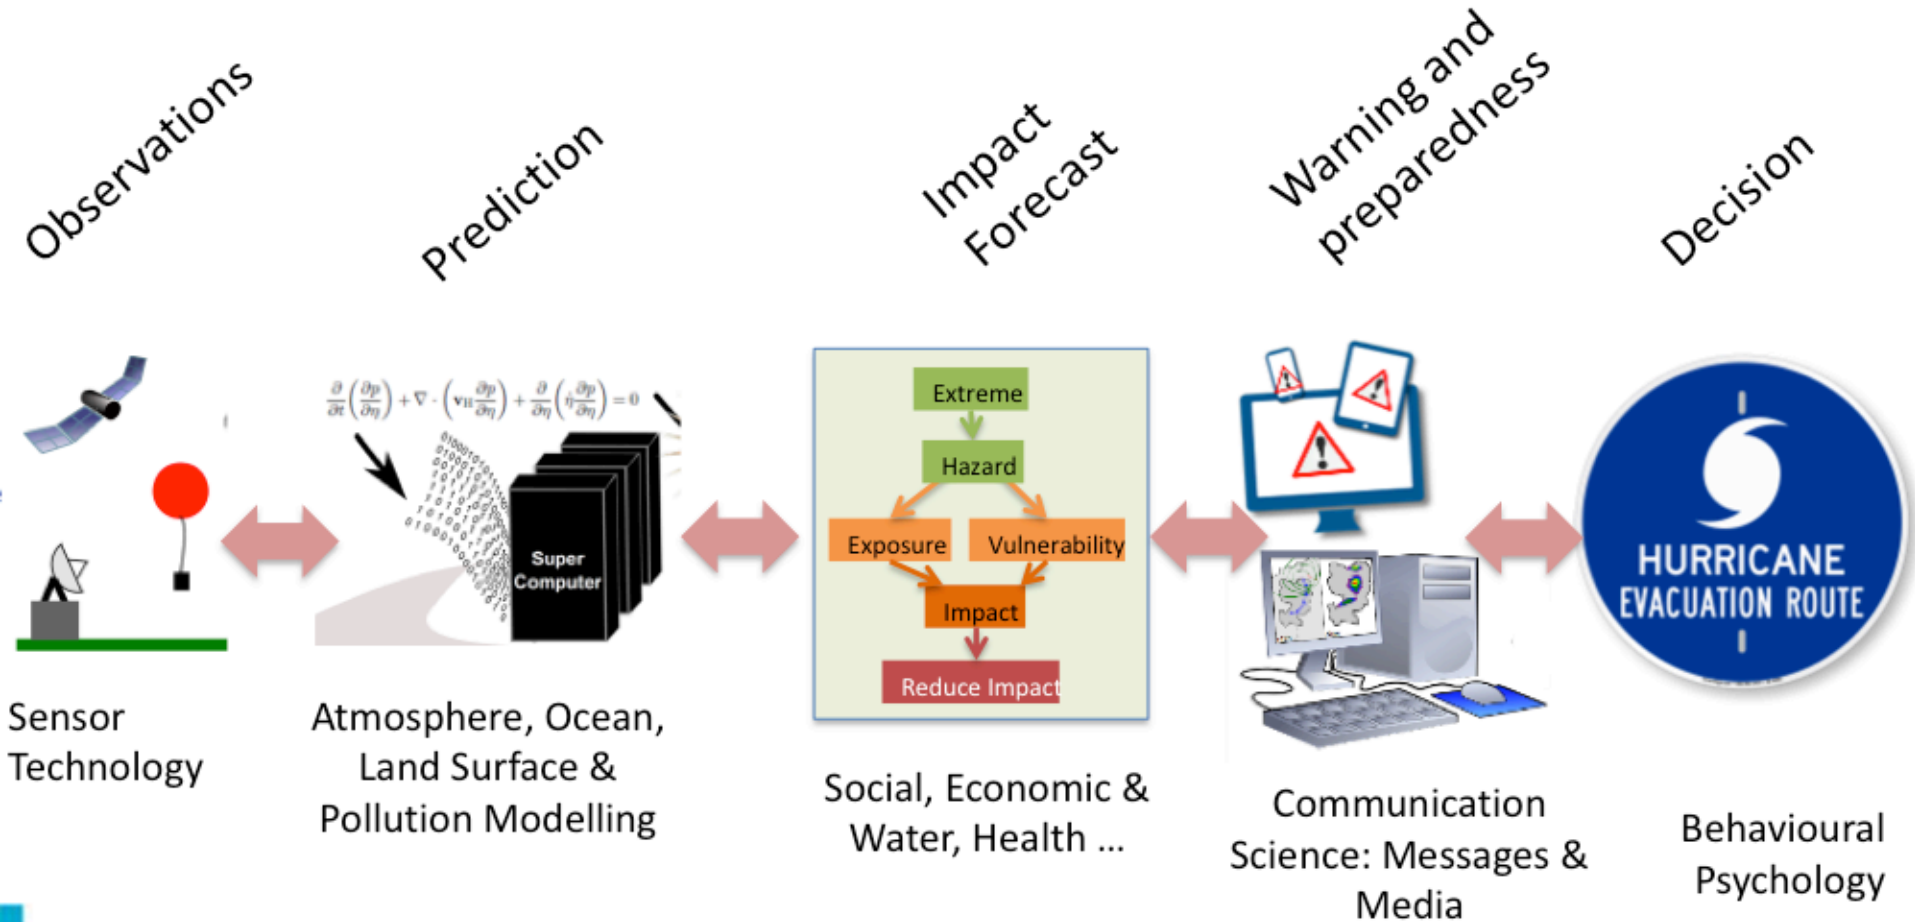 Observations
Prediction
Impact
Forecast
Warning and
preparedness
Decision
∂/∂t(∂p/∂η) + ∇ · (v_H ∂p/∂η) + ∂/∂η(η̇ ∂p/∂η) = 0
Super
Computer
Extreme
Hazard
Exposure
Vulnerability
Impact
Reduce Impact
HURRICANE
EVACUATION ROUTE
Sensor
Technology
Atmosphere, Ocean,
Land Surface &
Pollution Modelling
Social, Economic &
Water, Health ...
Communication
Science: Messages &
Media
Behavioural
Psychology